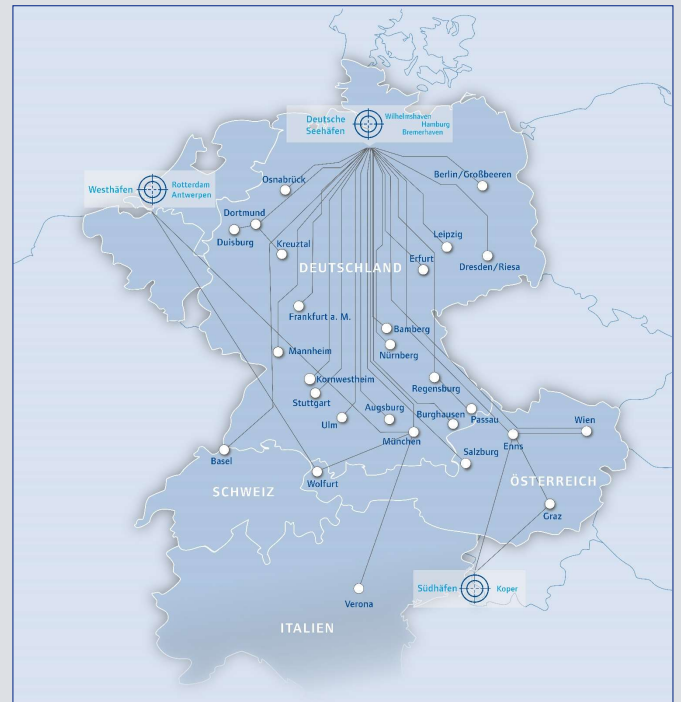 Deutsche
Seehäfen
Wilhelmshaven
Hamburg
Bremerhaven
Westhäfen
Rotterdam
Antwerpen
Osnabrück
Berlin/Großbeeren
Dortmund
Duisburg
Kreuztal
Leipzig
Erfurt
Dresden/Riesa
DEUTSCHLAND
Frankfurt a. M.
Bamberg
Nürnberg
Mannheim
Kornwestheim
Stuttgart
Regensburg
Augsburg
Burghausen
Passau
Ulm
München
Wien
Enns
Salzburg
Basel
Wolfurt
SCHWEIZ
ÖSTERREICH
Graz
Südhäfen
Koper
Verona
ITALIEN